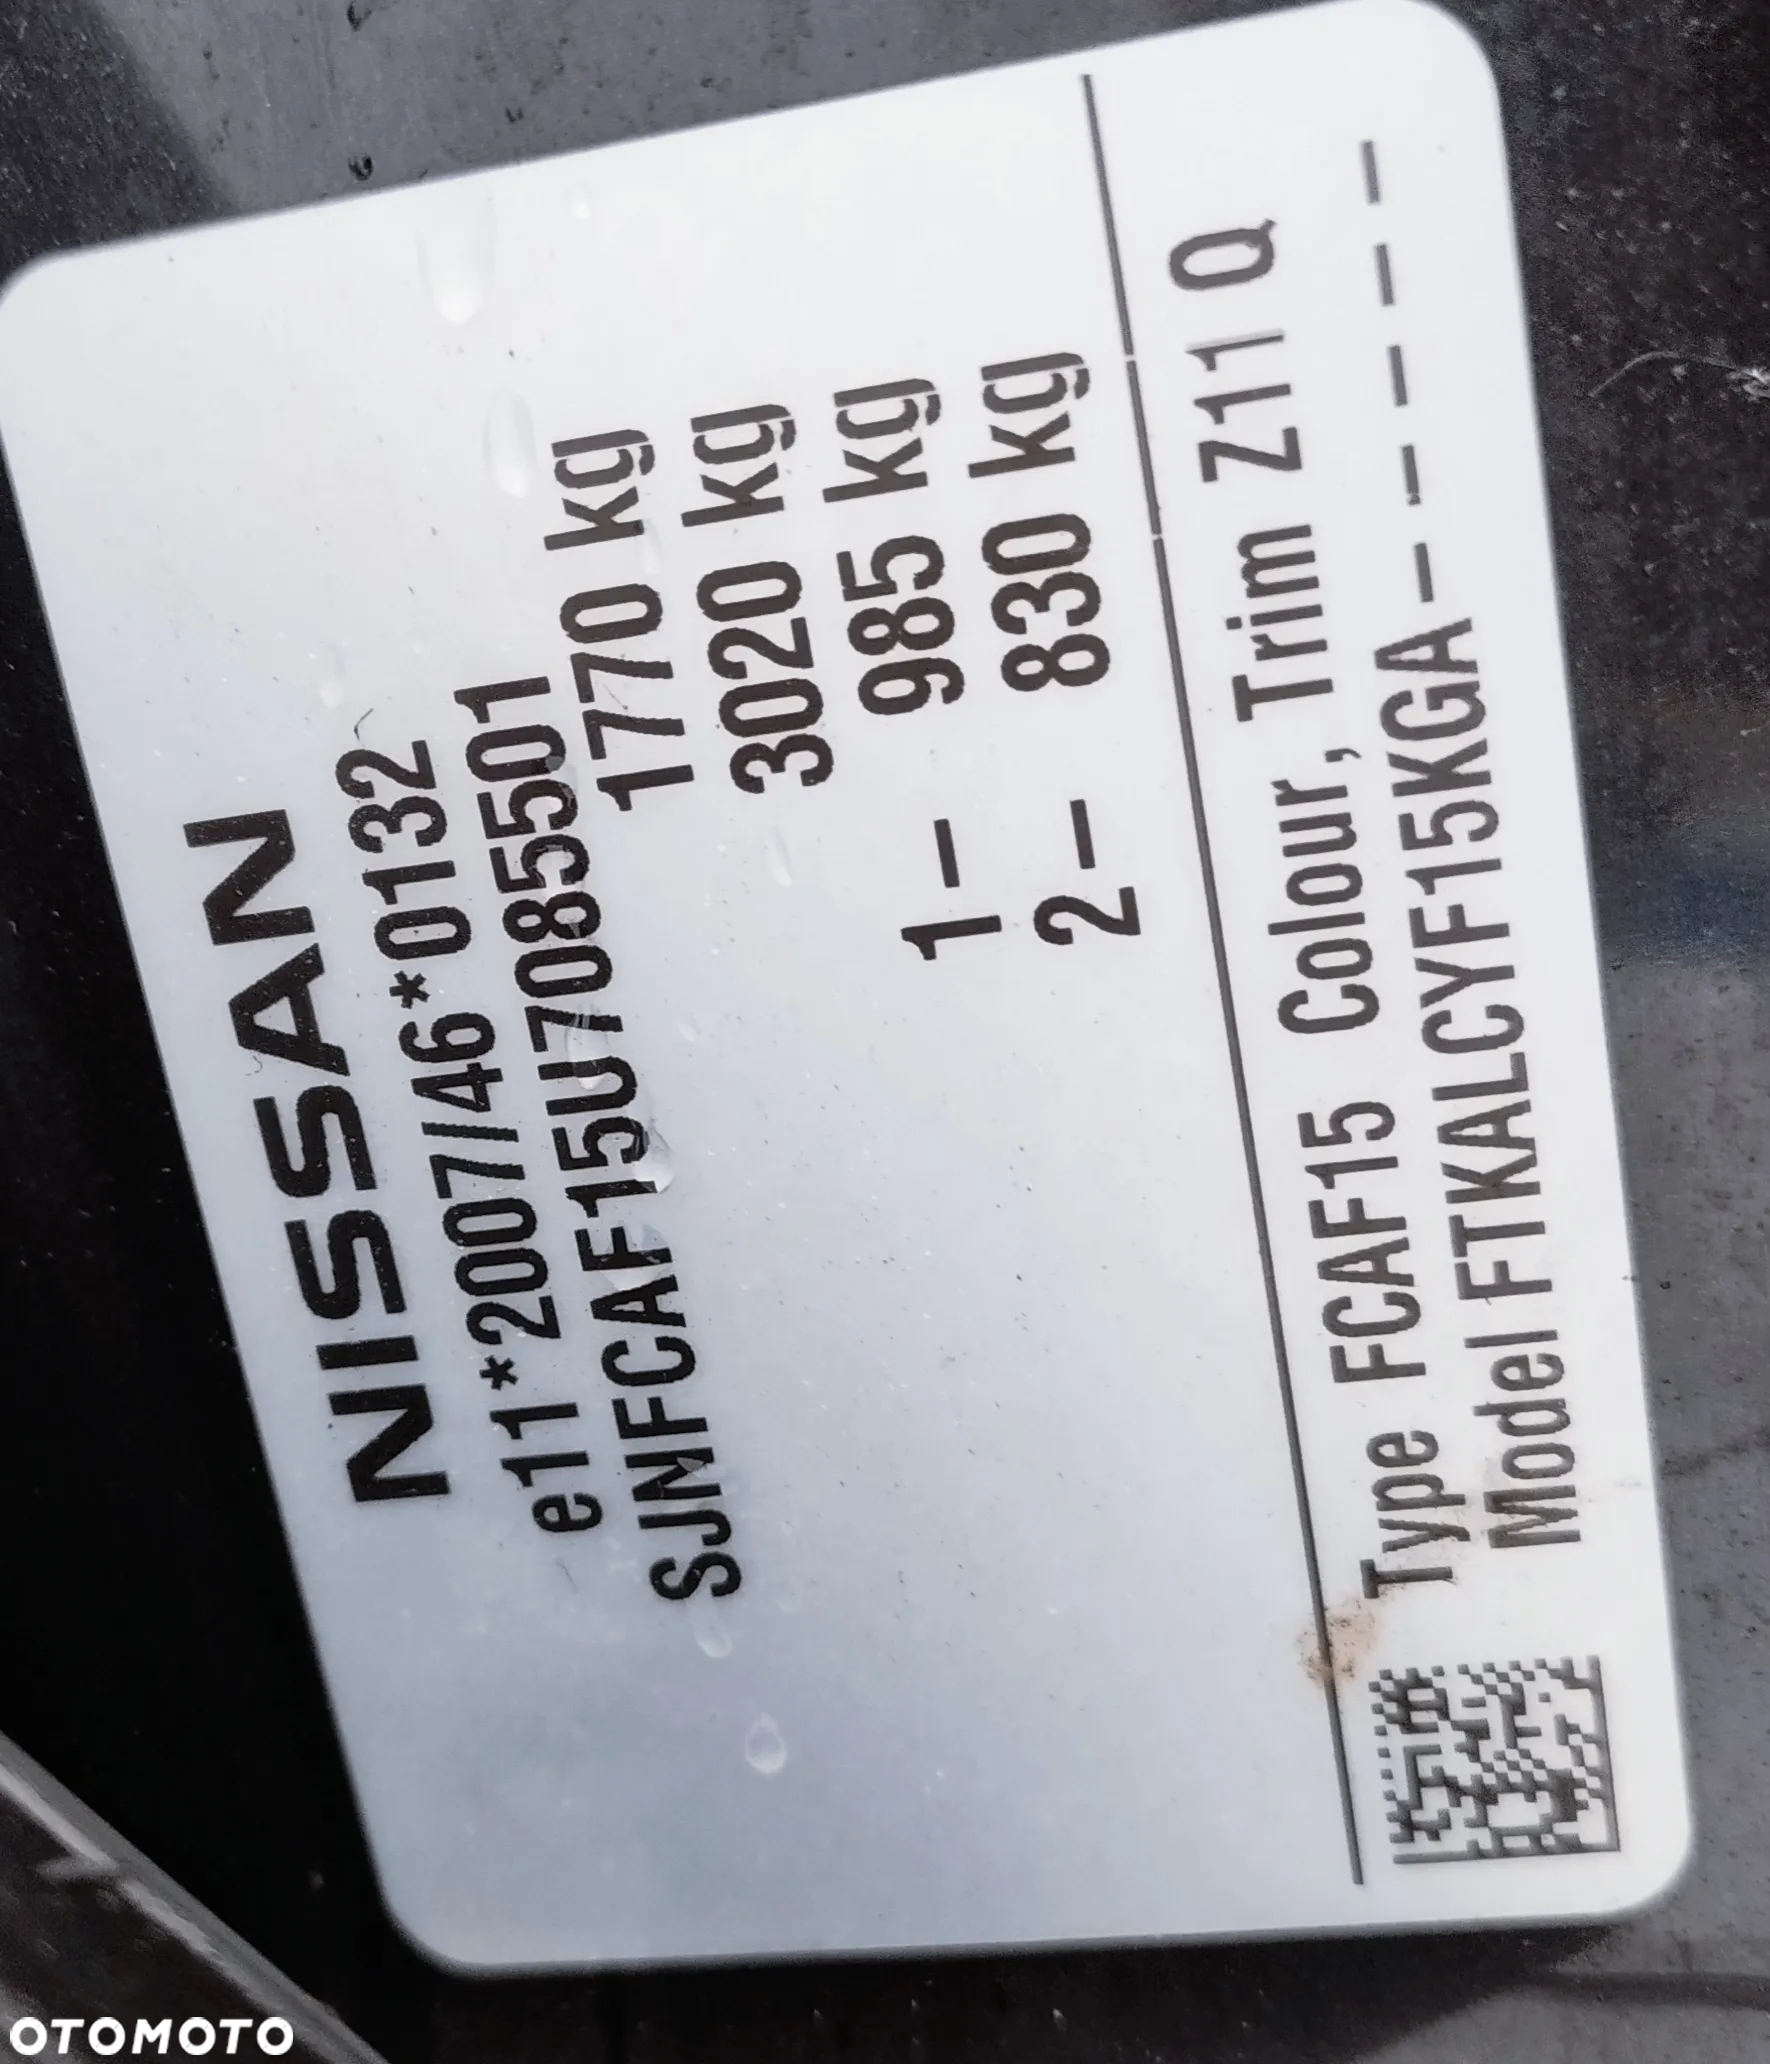 NISSAN
e11*2007/46*0132
SJNFCAF15U7085501
1770 kg
3020 kg
1- 985 kg
2- 830 kg
Type FCAF15 Colour, Trim Z11 Q
Model FTKALCYF15KGA-----
OTOMOTO